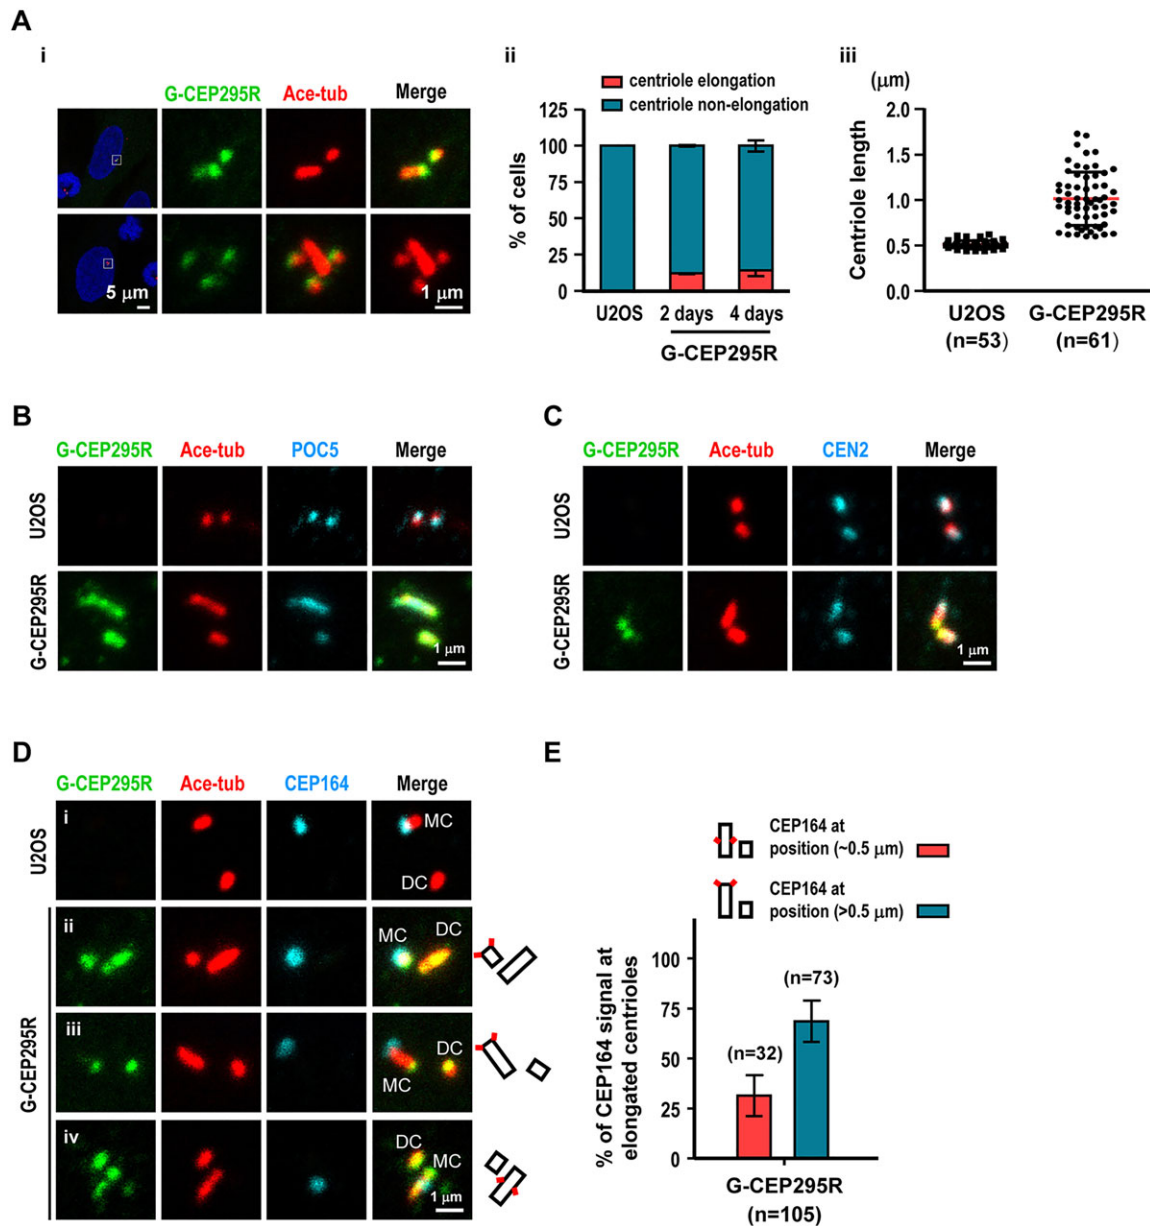 A
i
G-CEP295R Ace-tub Merge
5 μm
1 μm
ii
centriole elongation
centriole non-elongation
% of cells
125
100
75
50
25
0
U2OS 2 days 4 days
G-CEP295R
iii
(μm)
Centriole length
2.0
1.5
1.0
0.5
0.0
U2OS G-CEP295R
(n=53) (n=61)
B
G-CEP295R Ace-tub POC5 Merge
U2OS
G-CEP295R
1 μm
C
G-CEP295R Ace-tub CEN2 Merge
U2OS
G-CEP295R
1 μm
D
G-CEP295R Ace-tub CEP164 Merge
U2OS
i
MC
DC
G-CEP295R
ii
MC DC
iii
DC
MC
iv
DC
MC
1 μm
E
CEP164 at
position (~0.5 μm)
CEP164 at
position (>0.5 μm)
% of CEP164 signal at
elongated centrioles
100
75
50
25
0
(n=73)
(n=32)
G-CEP295R
(n=105)